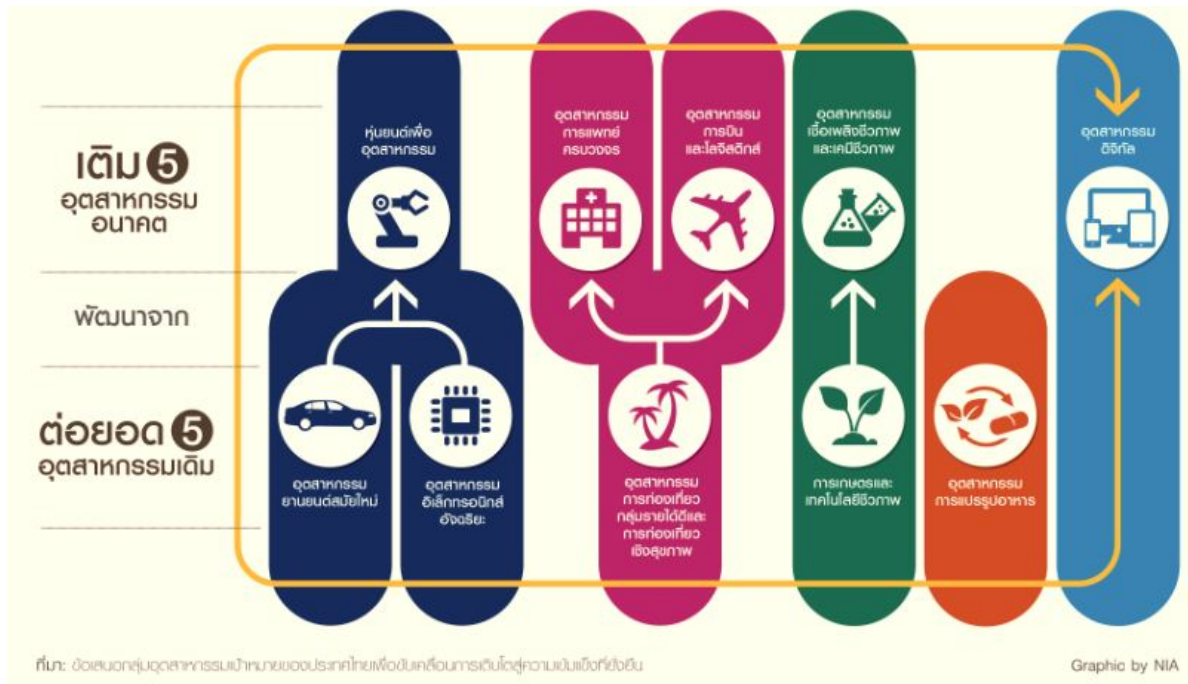 เติม 5
อุตสาหกรรม
อนาคต
หุ่นยนต์เพื่อ
อุตสาหกรรม
อุตสาหกรรม
การแพทย์
ครบวงจร
อุตสาหกรรม
การบิน
และโลจิสติกส์
อุตสาหกรรม
เชื้อเพลิงชีวภาพ
และเคมีชีวภาพ
อุตสาหกรรม
ดิจิทัล
พัฒนาจาก
ต่อยอด 5
อุตสาหกรรมเดิม
อุตสาหกรรม
ยานยนต์สมัยใหม่
อุตสาหกรรม
อิเล็กทรอนิกส์
อัจฉริยะ
อุตสาหกรรม
การท่องเที่ยว
กลุ่มรายได้ดีและ
การท่องเที่ยว
เชิงสุขภาพ
การเกษตรและ
เทคโนโลยีชีวภาพ
อุตสาหกรรม
การแปรรูปอาหาร
ที่มา: ข้อเสนอกลุ่มอุตสาหกรรมเป้าหมายของประเทศไทยเพื่อขับเคลื่อนการเติบโตสู่ความเข้มแข็งที่ยั่งยืน
Graphic by NIA